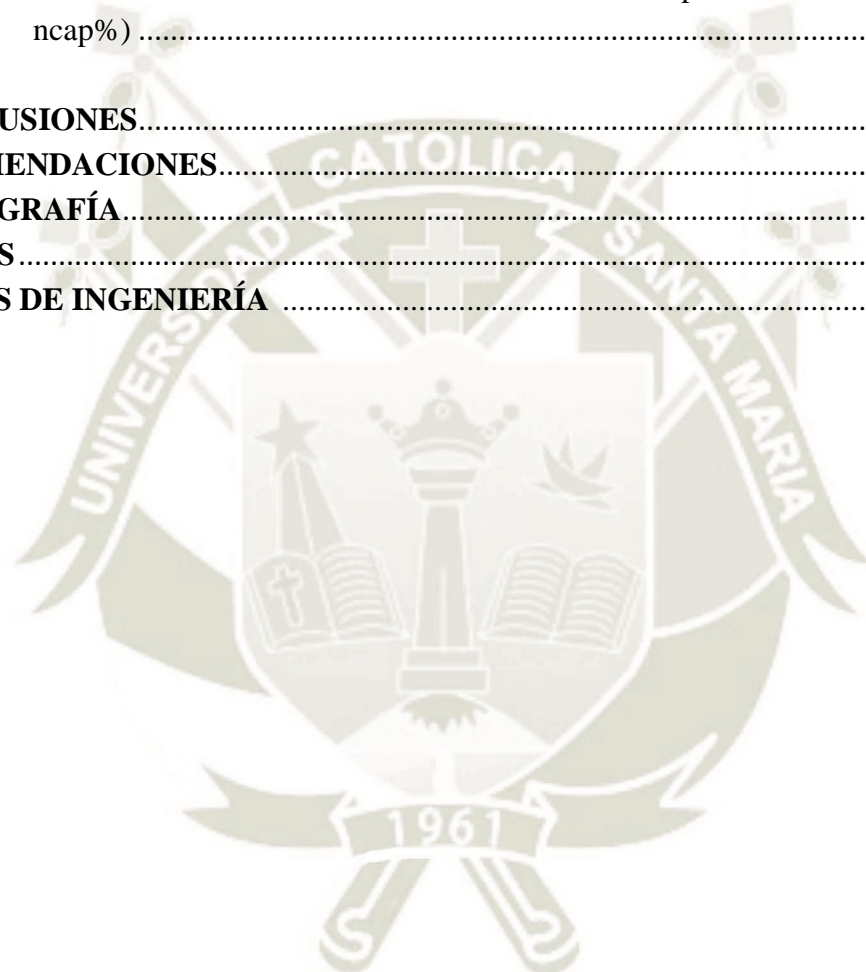 ncap%) ................................................................................................
USIONES................................................................................................
IENDACIONES................................................................................
GRAFÍA................................................................................................
S................................................................................................................
S DE INGENIERÍA ................................................................................
UNIVERSIDAD CATOLICA SANTA MARIA
1961